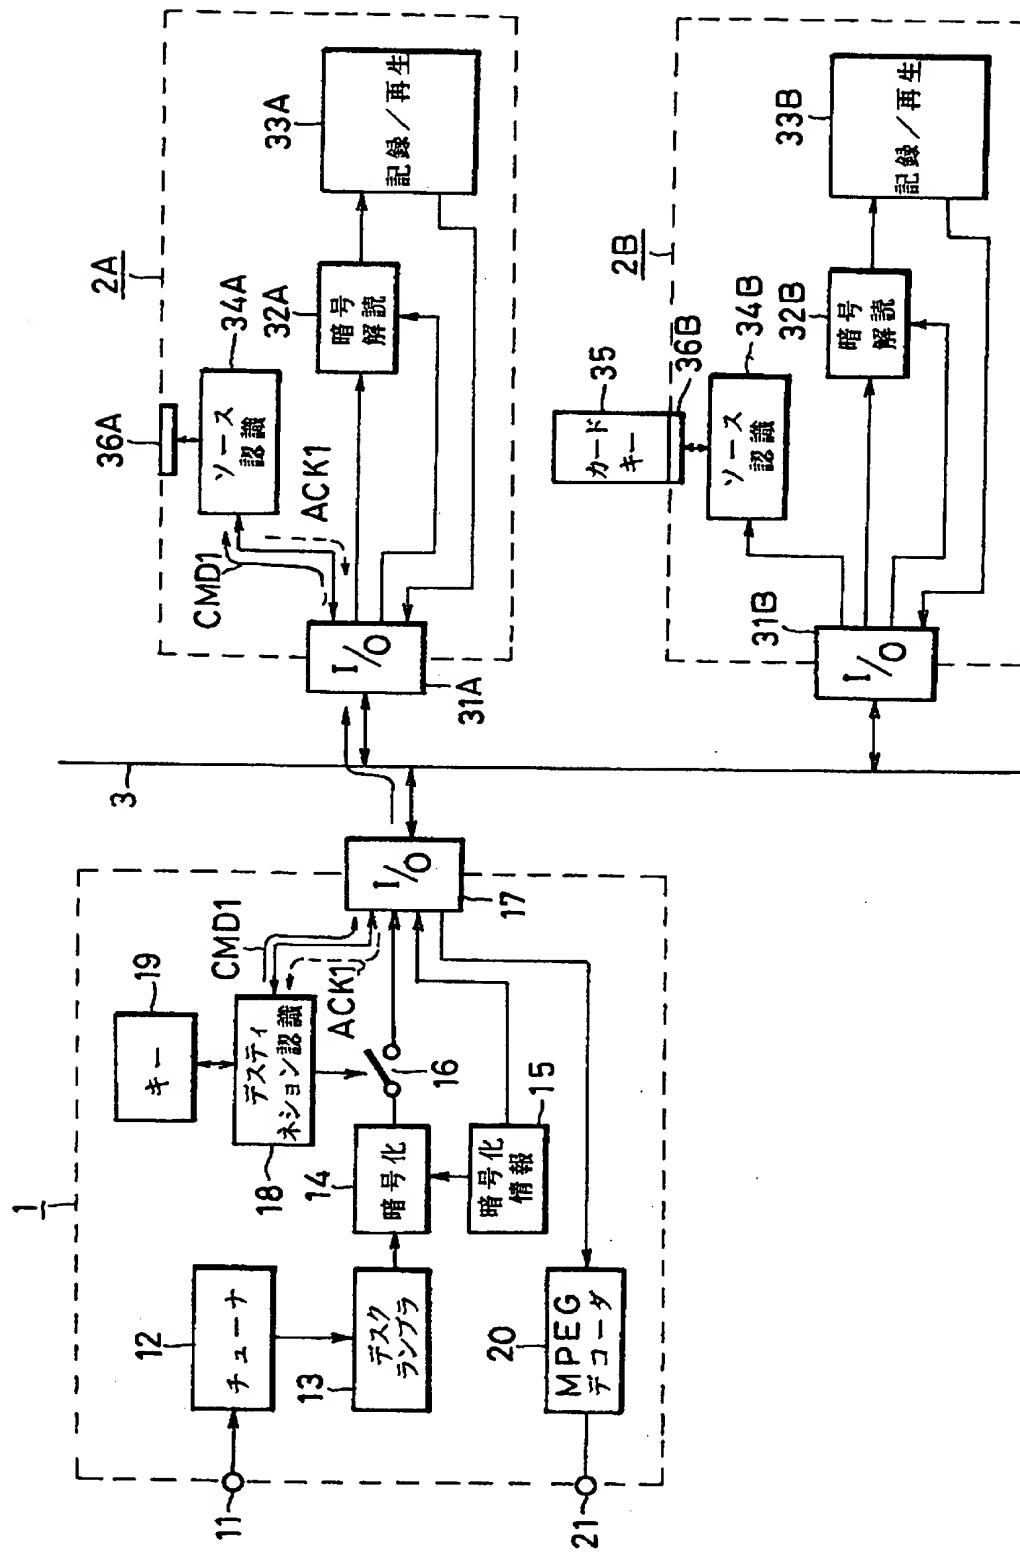 1
11
12
チューナ
13
デスク
ランブラ
14
暗号化
15
暗号化
情報
16
17
I/O
18
デスティ
ネション認識
19
キー
CMD1
ACK1
20
MPEG
デコーダ
21
3
2A
31A
I/O
CMD1
ACK1
36A
34A
ソース
認識
32A
暗号
解読
33A
記録/再生
2B
31B
I/O
35
カード
キー
36B
34B
ソース
認識
32B
暗号
解読
33B
記録/再生